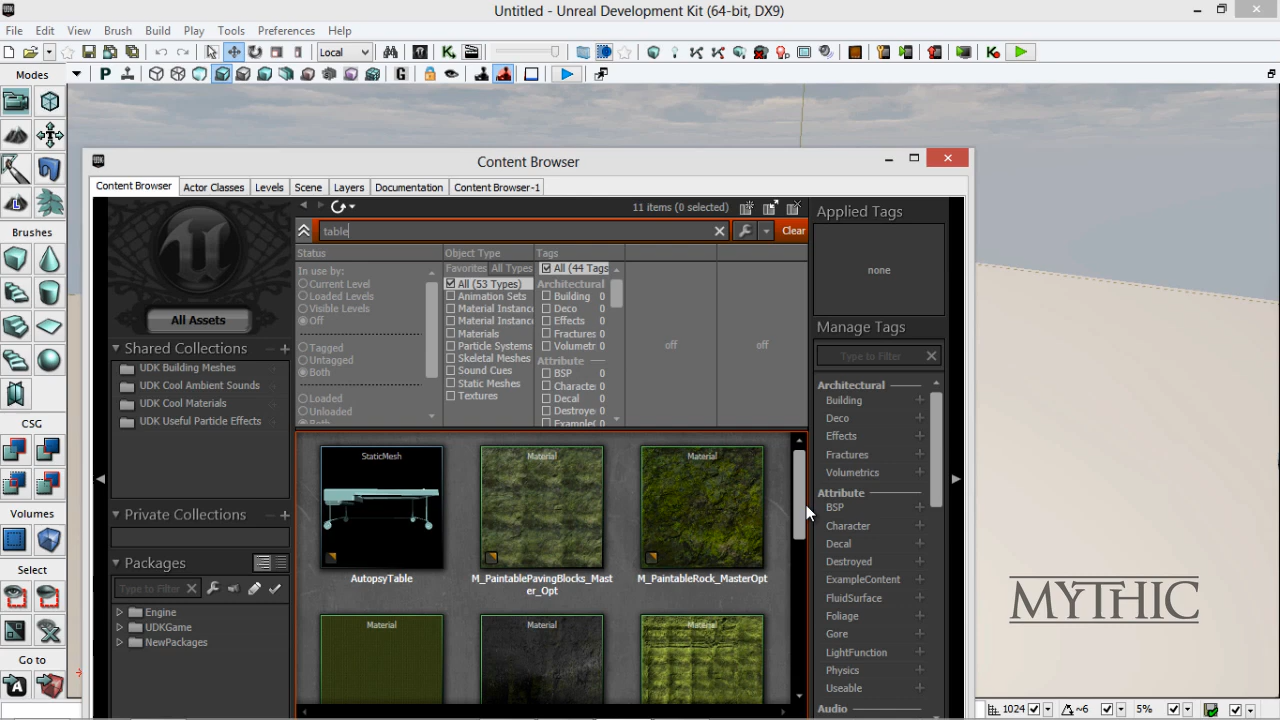 Untitled - Unreal Development Kit (64-bit, DX9)
File Edit View Brush Build Play Tools Preferences Help
Local
Modes
Content Browser
Content Browser Actor Classes Levels Scene Layers Documentation Content Browser-1
11 items (0 selected)
Applied Tags
table
Clear
none
Status Object Type Tags
In use by: Favorites All Types All (44 Tags
Current Level All (53 Types) Architectural
Loaded Levels Animation Sets Building 0
Visible Levels Material Instanc Deco 0
Off Material Instanc Effects 0
Materials Fractures 0
Tagged Particle Systems Volumetr 0
Untagged Skeletal Meshes Attribute
Both Sound Cues BSP 0
Static Meshes Characte 0
Loaded Textures Decal 0
Unloaded Destroye 0
Both Example( 0
off off
Brushes
All Assets
Shared Collections
UDK Building Meshes
UDK Cool Ambient Sounds
UDK Cool Materials
UDK Useful Particle Effects
Private Collections
Packages
Type to Filter
Engine
UDKGame
NewPackages
CSG
Volumes
Select
Go to
StaticMesh Material Material
AutopsyTable M_PaintablePavingBlocks_Mast M_PaintableRock_MasterOpt
er_Opt
Material Material Material
Manage Tags
Type to Filter
Architectural
Building
Deco
Effects
Fractures
Volumetrics
Attribute
BSP
Character
Decal
Destroyed
ExampleContent
FluidSurface
Foliage
Gore
LightFunction
Physics
Useable
Audio
MYTHIC
1024 ~6 5%